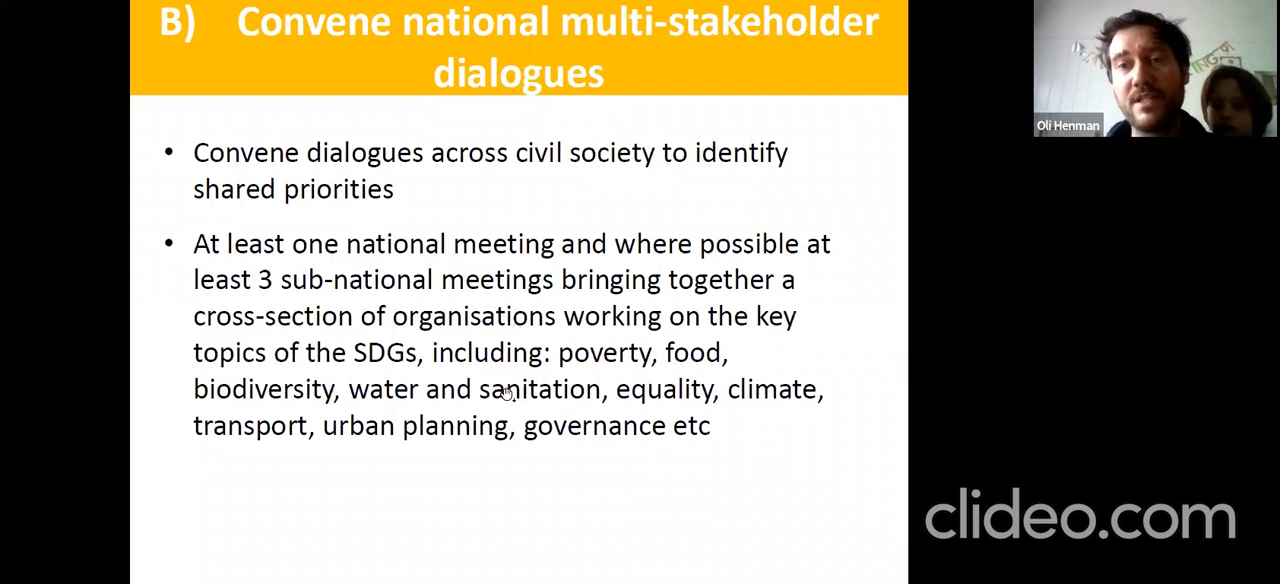 B) Convene national multi-stakeholder
dialogues
• Convene dialogues across civil society to identify
shared priorities
• At least one national meeting and where possible at
least 3 sub-national meetings bringing together a
cross-section of organisations working on the key
topics of the SDGs, including: poverty, food,
biodiversity, water and sanitation, equality, climate,
transport, urban planning, governance etc
Oli Henman
clideo.com